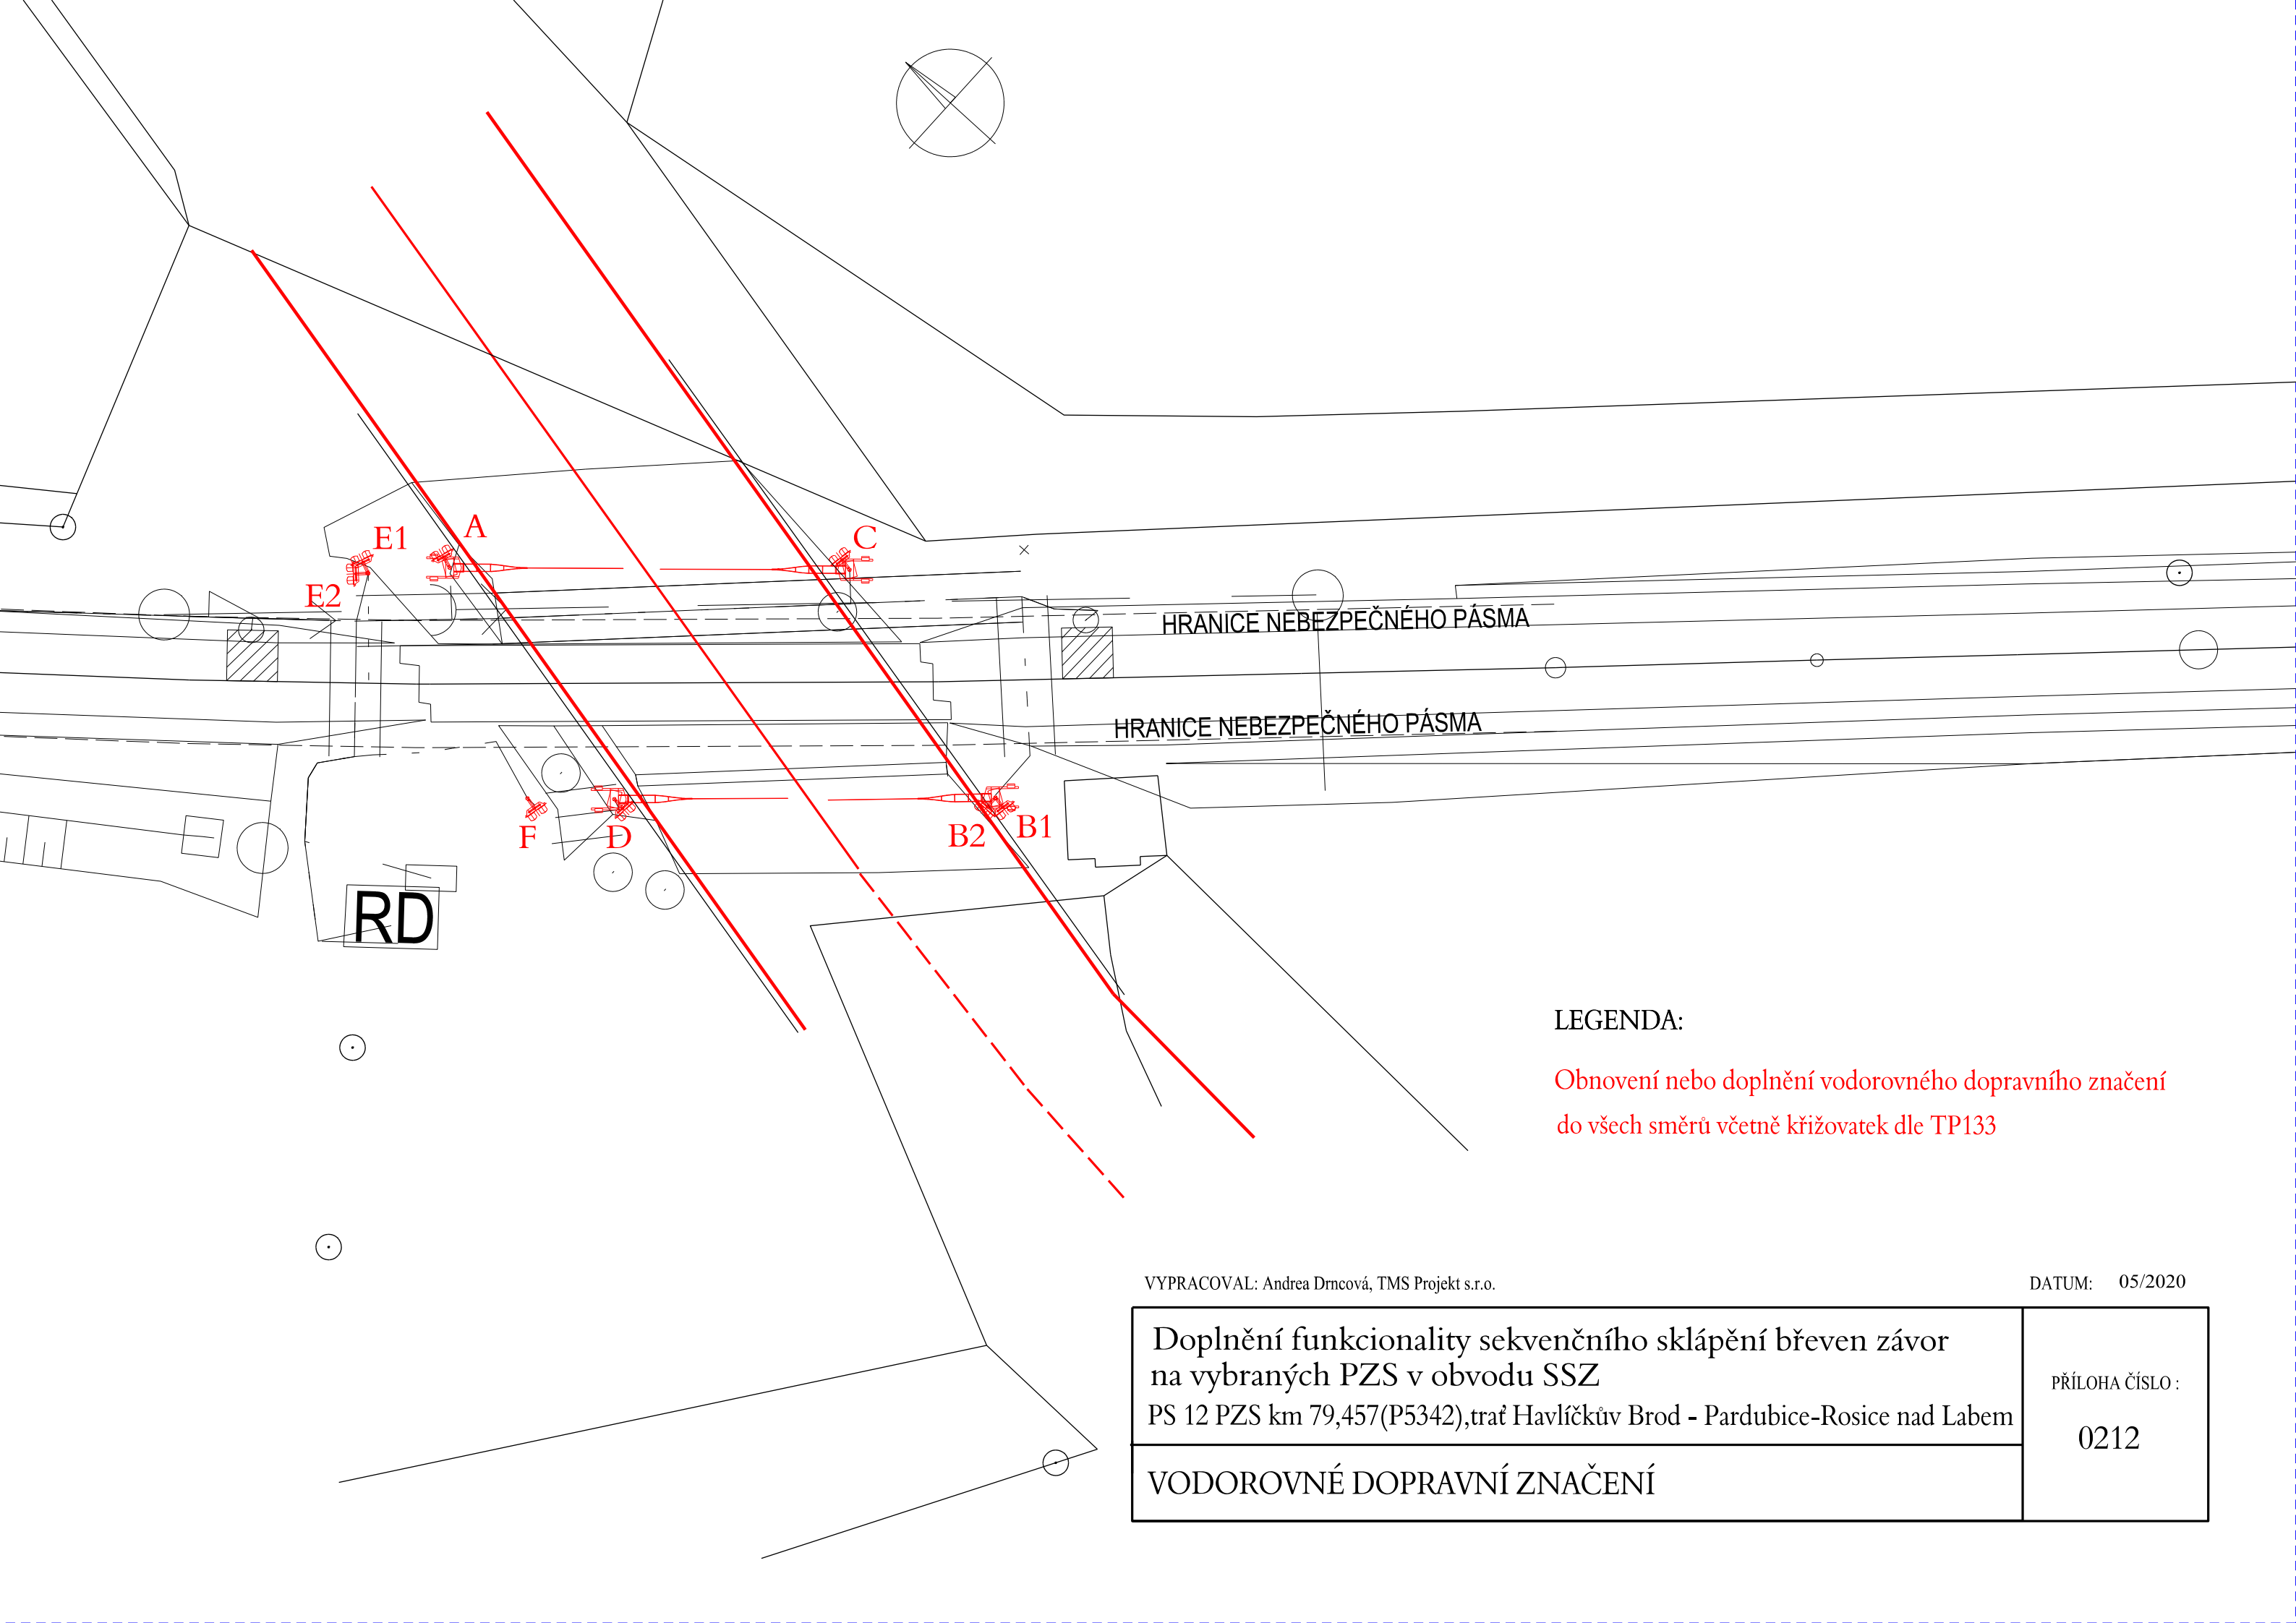 A
E1
C
E2
HRANICE NEBEZPEČNÉHO PÁSMA
HRANICE NEBEZPEČNÉHO PÁSMA
F
D
B2
B1
RD
LEGENDA:
Obnovení nebo doplnění vodorovného dopravního značení
do všech směrů včetně křižovatek dle TP133
VYPRACOVAL: Andrea Drncová, TMS Projekt s.r.o.
DATUM: 05/2020
Doplnění funkcionality sekvenčního sklápění břeven závor
na vybraných PZS v obvodu SSZ
PS 12 PZS km 79,457(P5342),trať Havlíčkův Brod - Pardubice-Rosice nad Labem
PŘÍLOHA ČÍSLO :
0212
VODOROVNÉ DOPRAVNÍ ZNAČENÍ